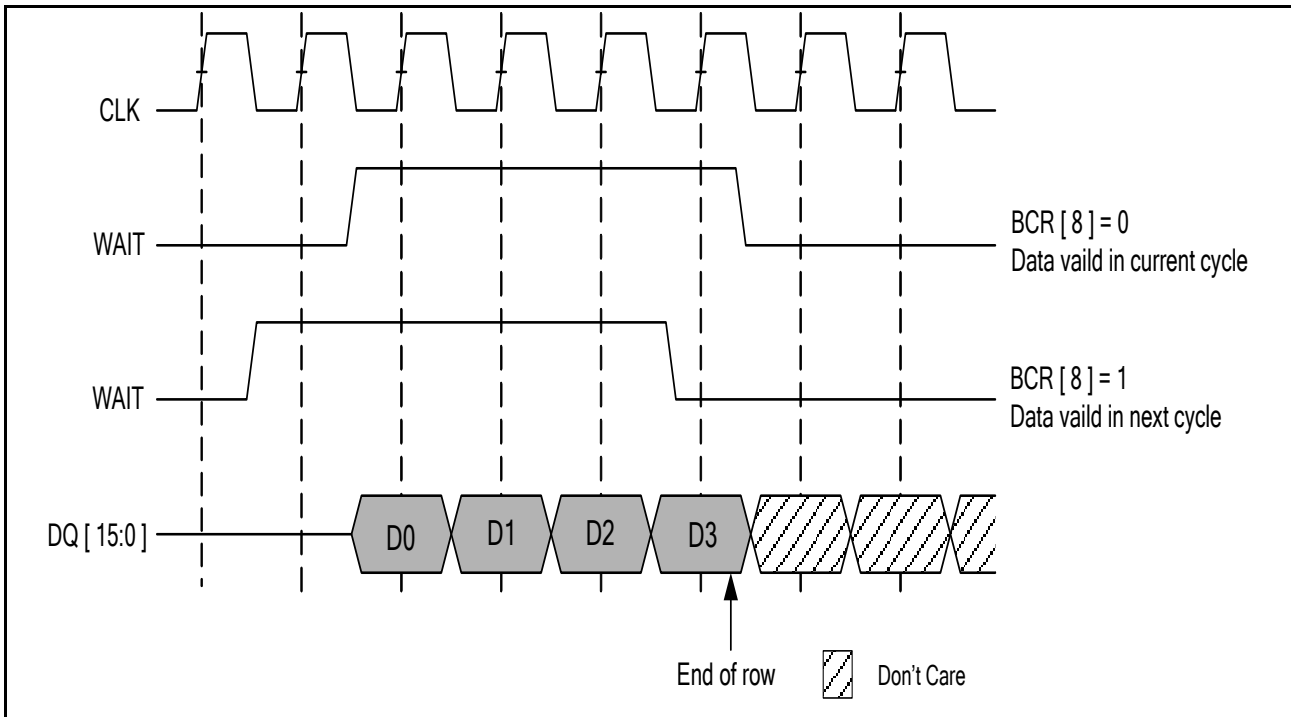 CLK
WAIT
BCR [ 8 ] = 0
Data vaild in current cycle
WAIT
BCR [ 8 ] = 1
Data vaild in next cycle
DQ [ 15:0 ]
D0
D1
D2
D3
End of row
Don't Care